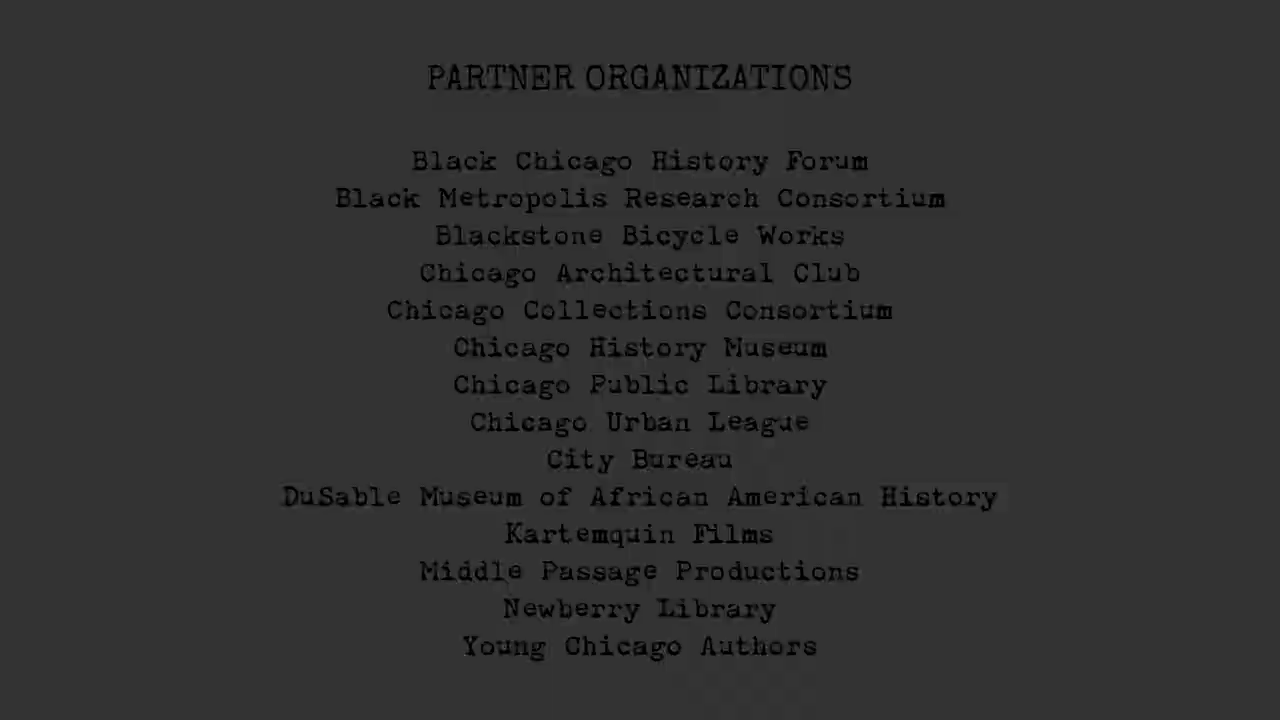 PARTNER ORGANIZATIONS
Black Chicago History Forum
Black Metropolis Research Consortium
Blackstone Bicycle Works
Chicago Architectural Club
Chicago Collections Consortium
Chicago History Museum
Chicago Public Library
Chicago Urban League
City Bureau
DuSable Museum of African American History
Kartemquin Films
Middle Passage Productions
Newberry Library
Young Chicago Authors